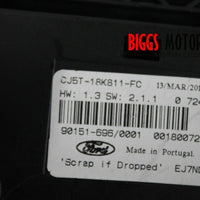 BIGGS MOTOR
CJ5T-18K811-FC 13/MAR/201
HW: 1.3 SW: 2.1.1 0 724
90151-696/0001 00180072
Ford Made in Portugal.
'Scrap if Dropped' EJ7N